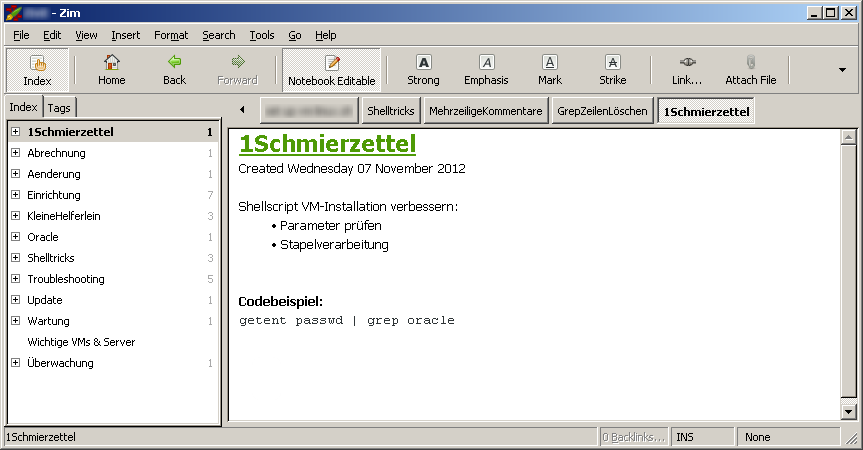 - Zim
File Edit View Insert Format Search Tools Go Help
Index Home Back Forward Notebook Editable Strong Emphasis Mark Strike Link... Attach File
Index Tags
Shelltricks MehrzeiligeKommentare GrepZeilenLöschen 1Schmierzettel
1Schmierzettel 1
Abrechnung 1
Aenderung 1
Einrichtung 7
KleineHelferlein 3
Oracle 1
Shelltricks 3
Troubleshooting 5
Update 1
Wartung 1
Wichtige VMs & Server
Überwachung 1
1Schmierzettel
Created Wednesday 07 November 2012
Shellscript VM-Installation verbessern:
• Parameter prüfen
• Stapelverarbeitung
Codebeispiel:
getent passwd | grep oracle
1Schmierzettel 0 Backlinks... INS None